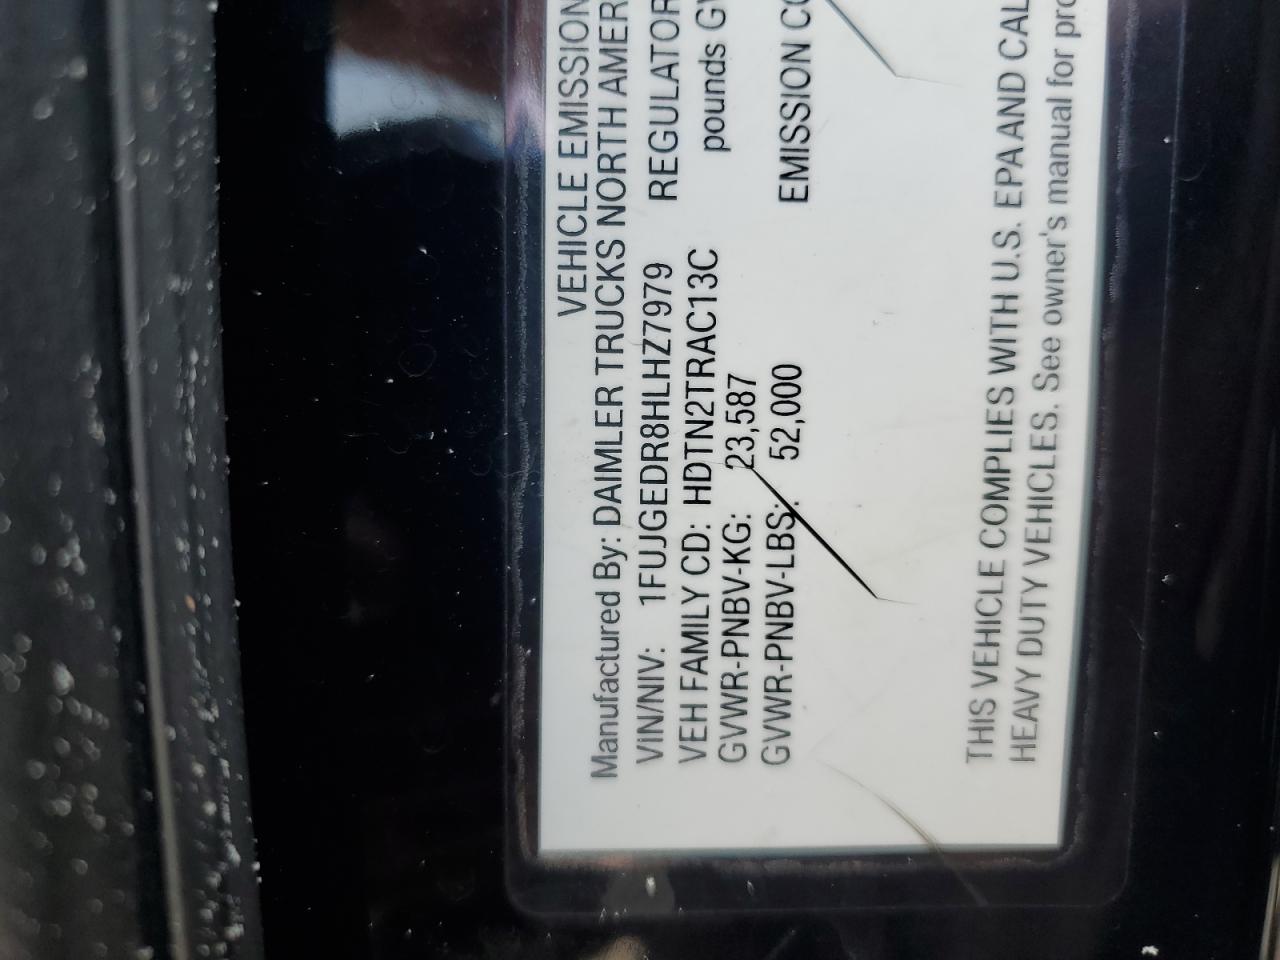 VEHICLE EMISSION
Manufactured By: DAIMLER TRUCKS NORTH AMER
VIN/NIV: 1FUJGEDR8HLHZ7979 REGULATOR
VEH FAMILY CD: HDTN2TRAC13C pounds GV
GVWR-PNBV-KG: 23,587
GVWR-PNBV-LBS: 52,000 EMISSION CO
THIS VEHICLE COMPLIES WITH U.S. EPA AND CAL
HEAVY DUTY VEHICLES. See owner's manual for pro